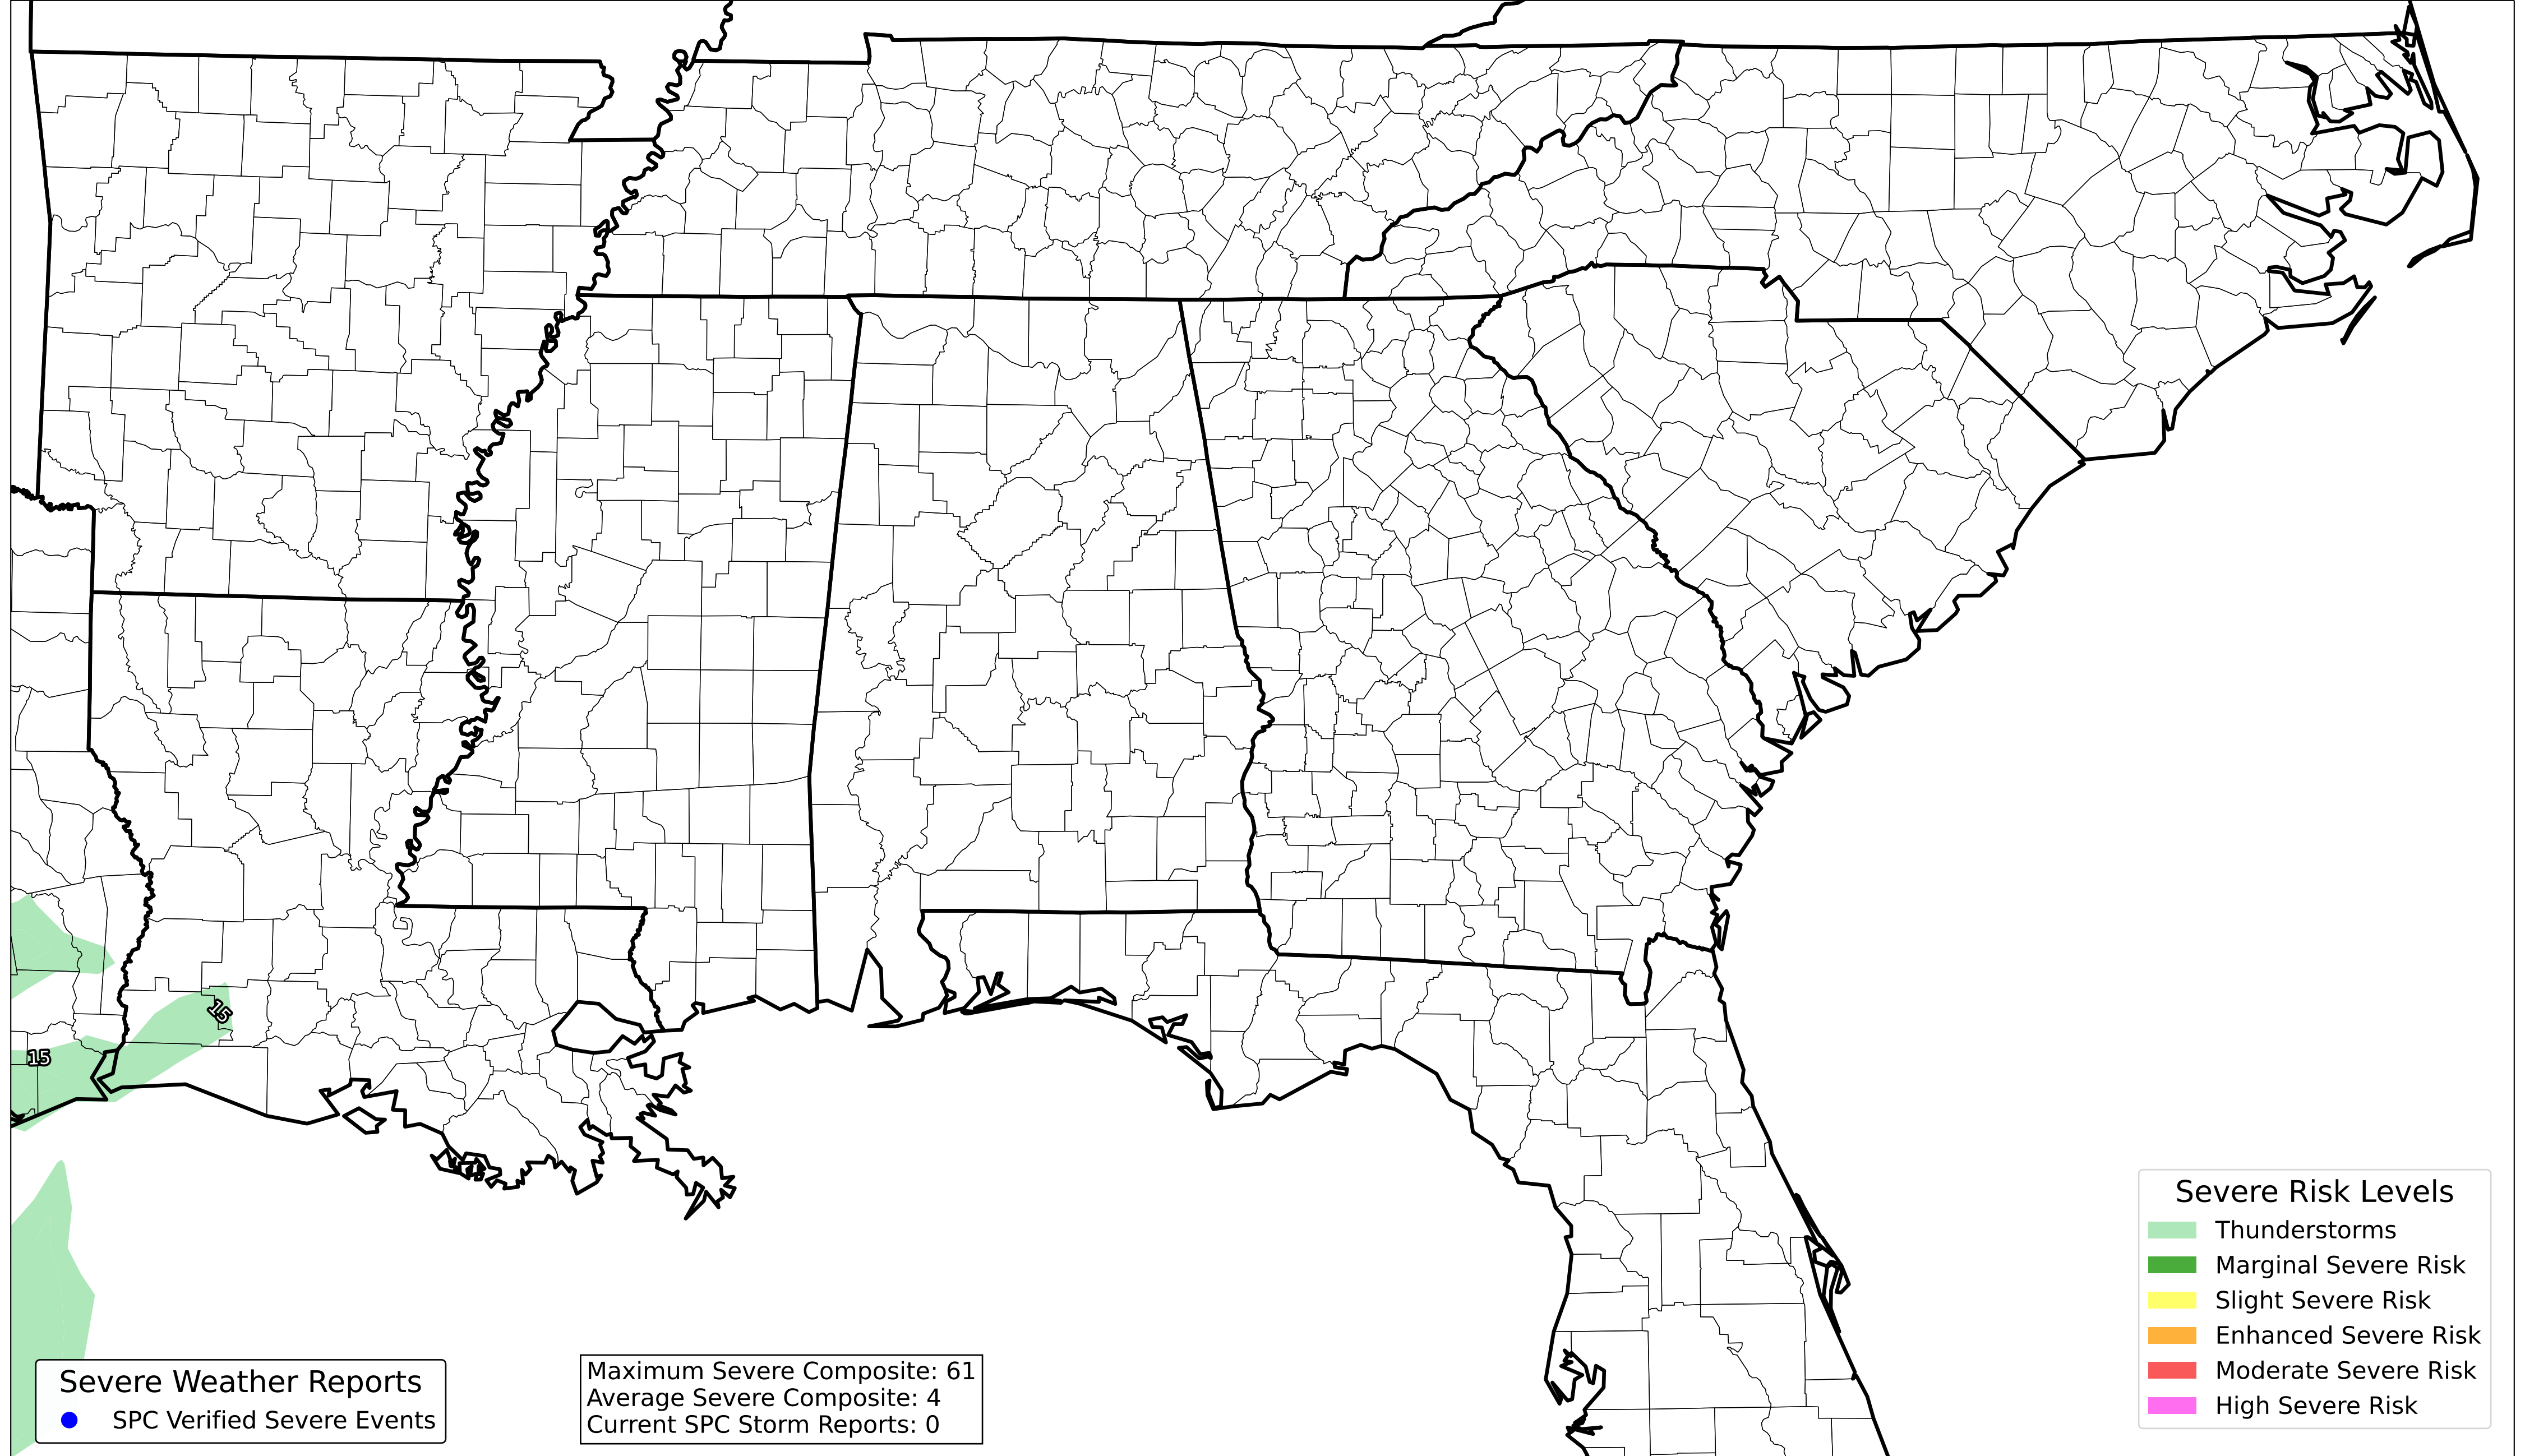 15
15
Severe Weather Reports
SPC Verified Severe Events
Maximum Severe Composite: 61
Average Severe Composite: 4
Current SPC Storm Reports: 0
Severe Risk Levels
Thunderstorms
Marginal Severe Risk
Slight Severe Risk
Enhanced Severe Risk
Moderate Severe Risk
High Severe Risk